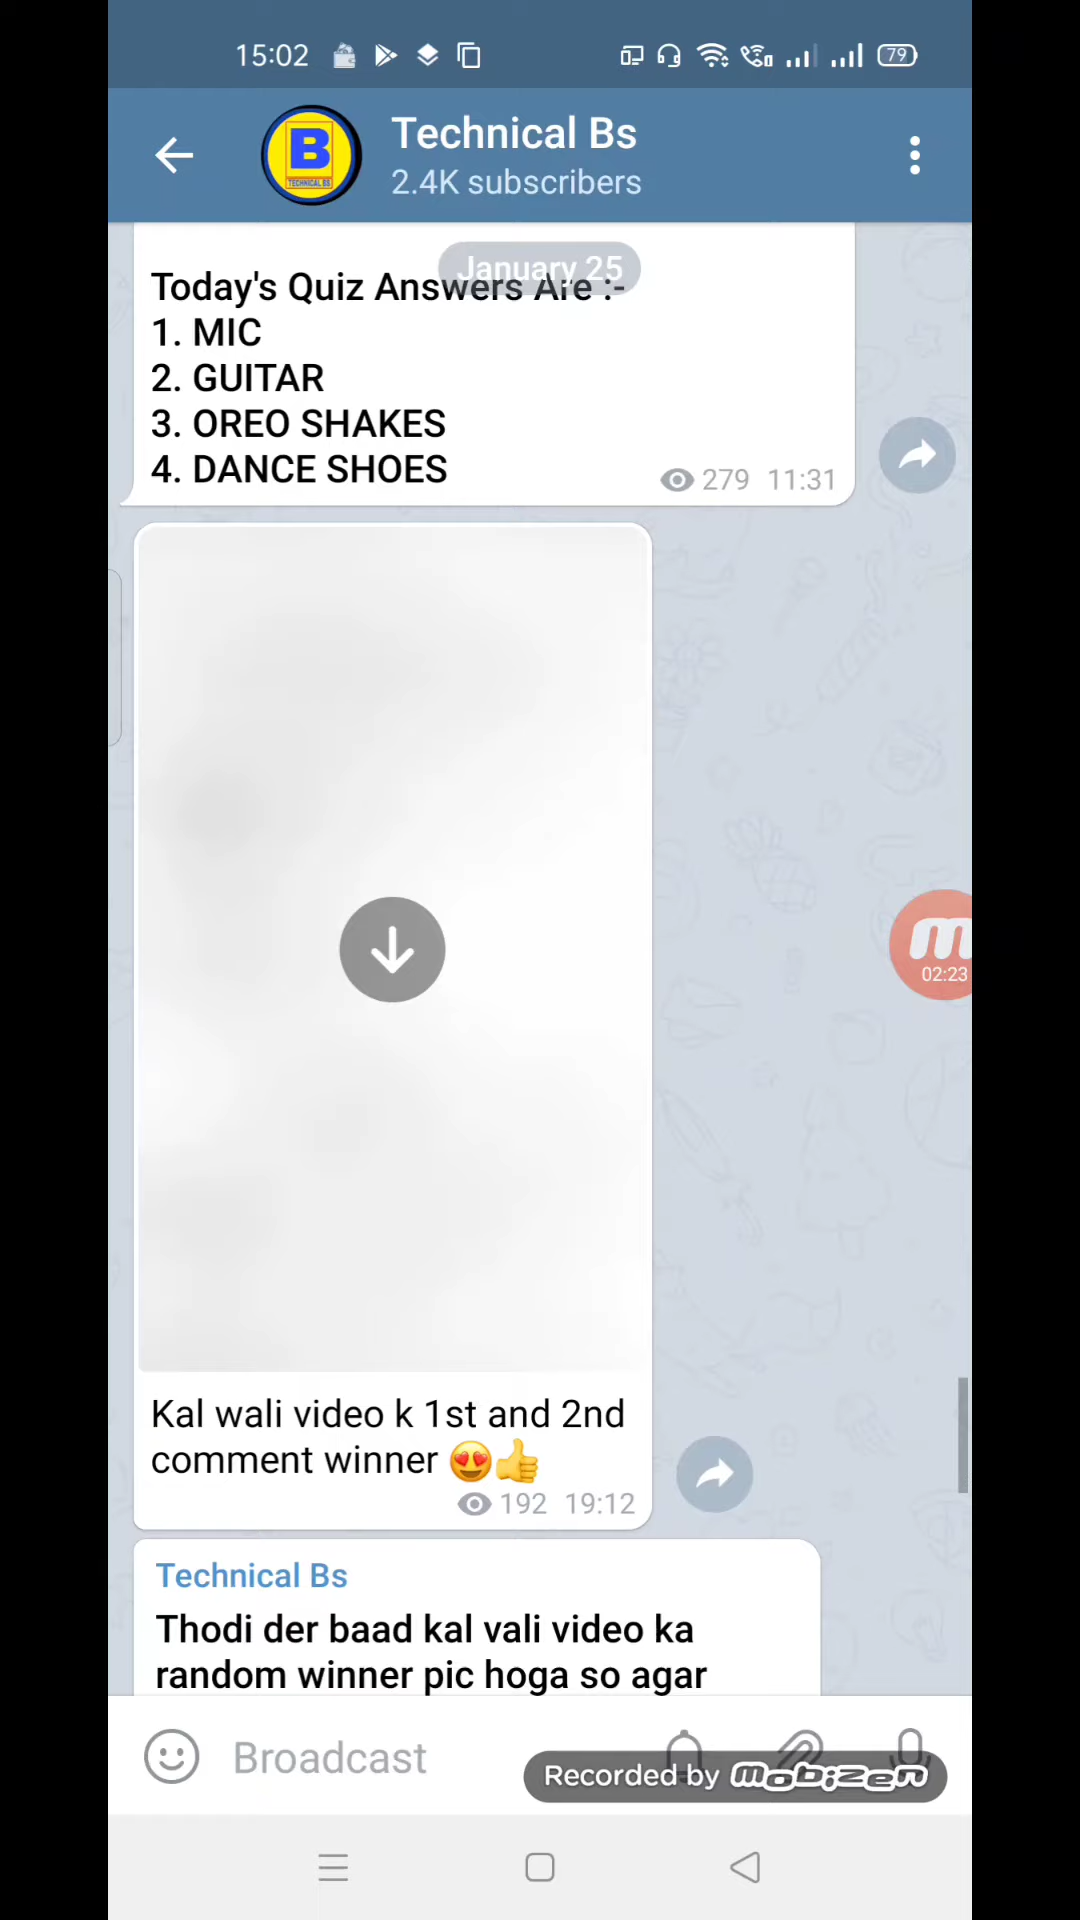 15:02
79
B
TECHNICAL BS
Technical Bs
2.4K subscribers
January 25
Today's Quiz Answers Are :-
1. MIC
2. GUITAR
3. OREO SHAKES
4. DANCE SHOES
279 11:31
02:23
Kal wali video k 1st and 2nd
comment winner 😍👍
192 19:12
Technical Bs
Thodi der baad kal vali video ka
random winner pic hoga so agar
Broadcast
Recorded by Mobizen